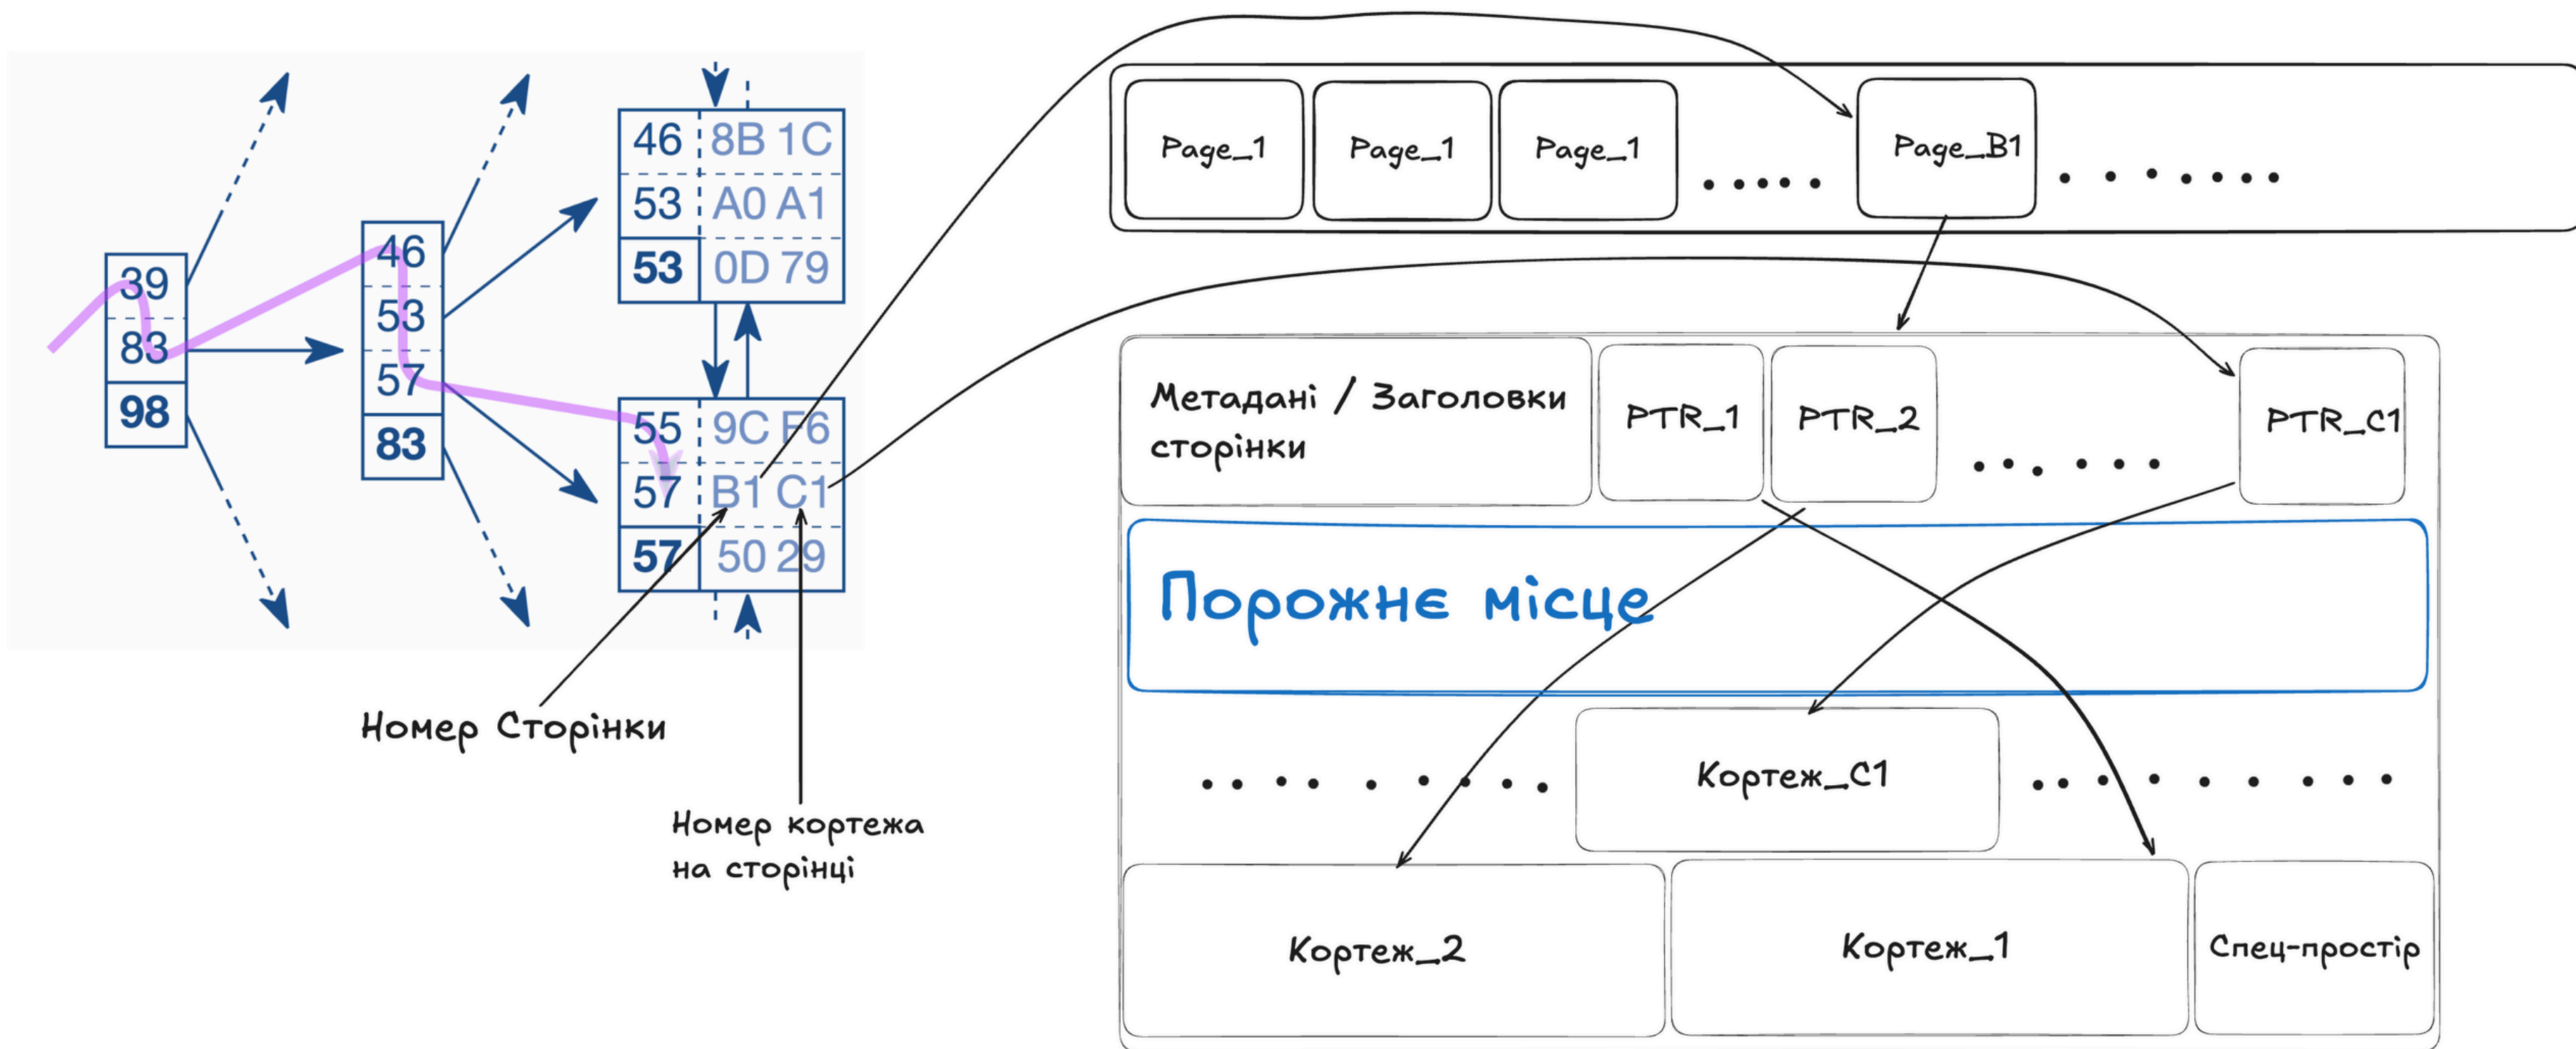 39
83
98
46
53
57
83
46 8B 1C
53 A0 A1
53 0D 79
55 9C F6
57 B1 C1
57 50 29
Номер Сторінки
Номер кортежа
на сторінці
Page_1 Page_1 Page_1 ..... Page_B1 .......
Метадані / Заголовки
сторінки
PTR_1 PTR_2 ...... PTR_C1
Порожнє місце
Кортеж_C1
Кортеж_2 Кортеж_1 Спец-простір